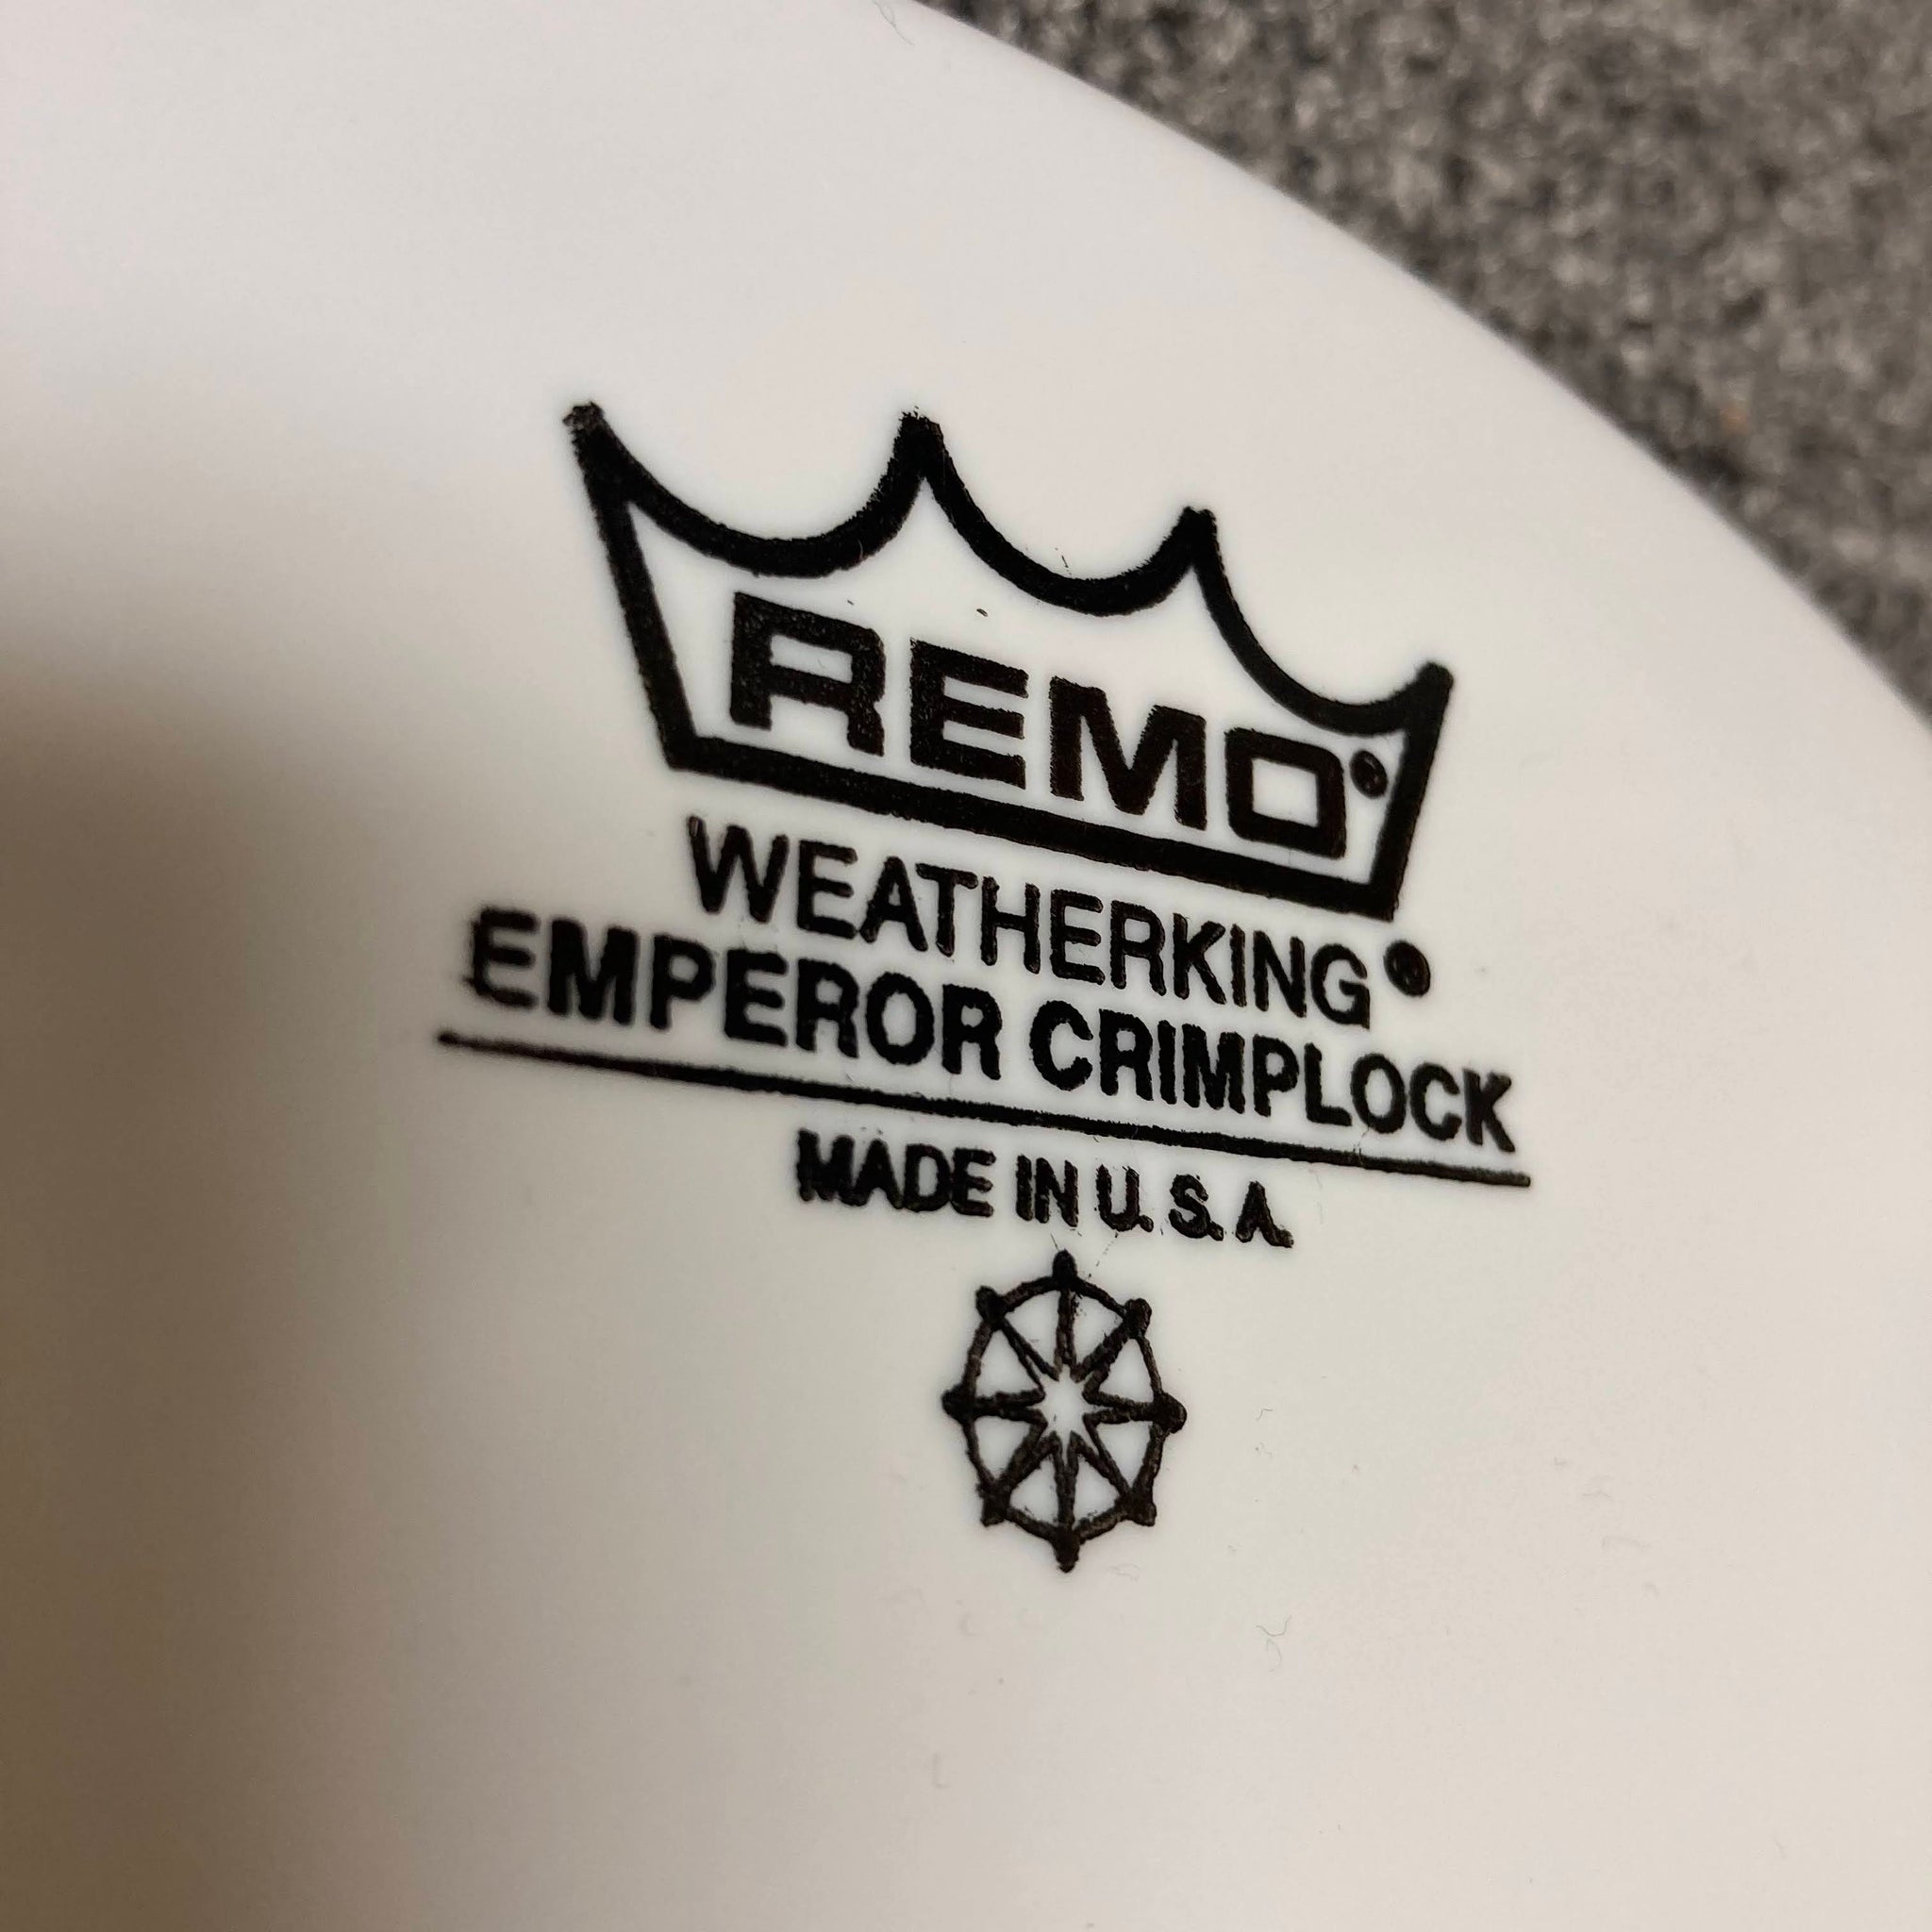 REMO®
WEATHERKING®
EMPEROR CRIMPLOCK
MADE IN U.S.A.